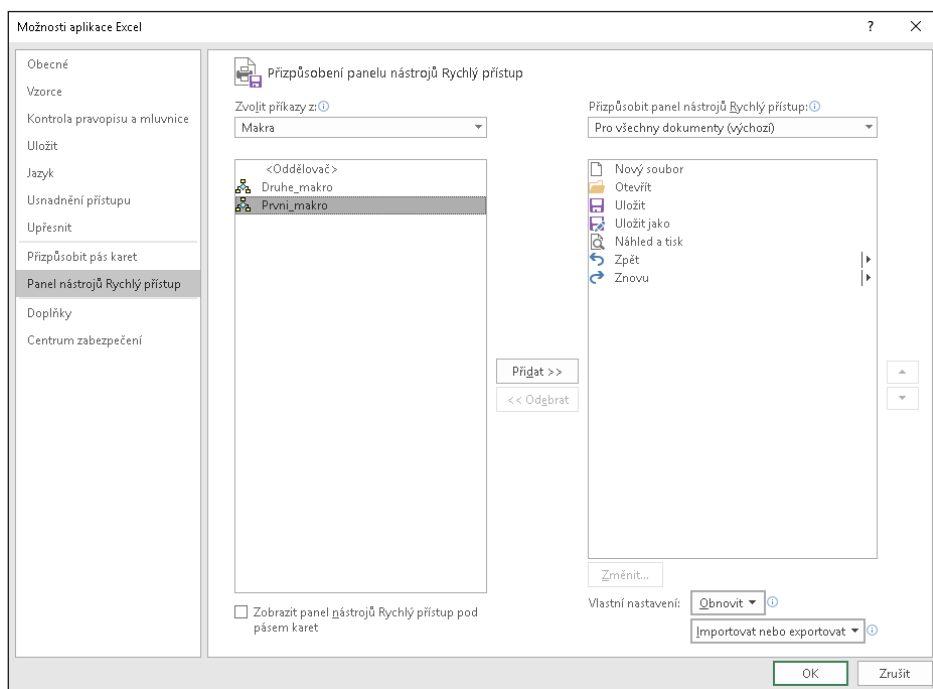 Možnosti aplikace Excel
?
Obecné
Vzorce
Kontrola pravopisu a mluvnice
Uložit
Jazyk
Usnadnění přístupu
Upřesnit
Přizpůsobit pás karet
Panel nástrojů Rychlý přístup
Doplňky
Centrum zabezpečení
Přizpůsobení panelu nástrojů Rychlý přístup
Zvolit příkazy z:
Makra
<Oddělovač>
Druhe_makro
Prvni_makro
Zobrazit panel nástrojů Rychlý přístup pod
pásem karet
Přidat >>
<< Odebrat
Přizpůsobit panel nástrojů Rychlý přístup:
Pro všechny dokumenty (výchozí)
Nový soubor
Otevřít
Uložit
Uložit jako
Náhled a tisk
Zpět
Znovu
Změnit...
Vlastní nastavení:
Obnovit
Importovat nebo exportovat
OK
Zrušit